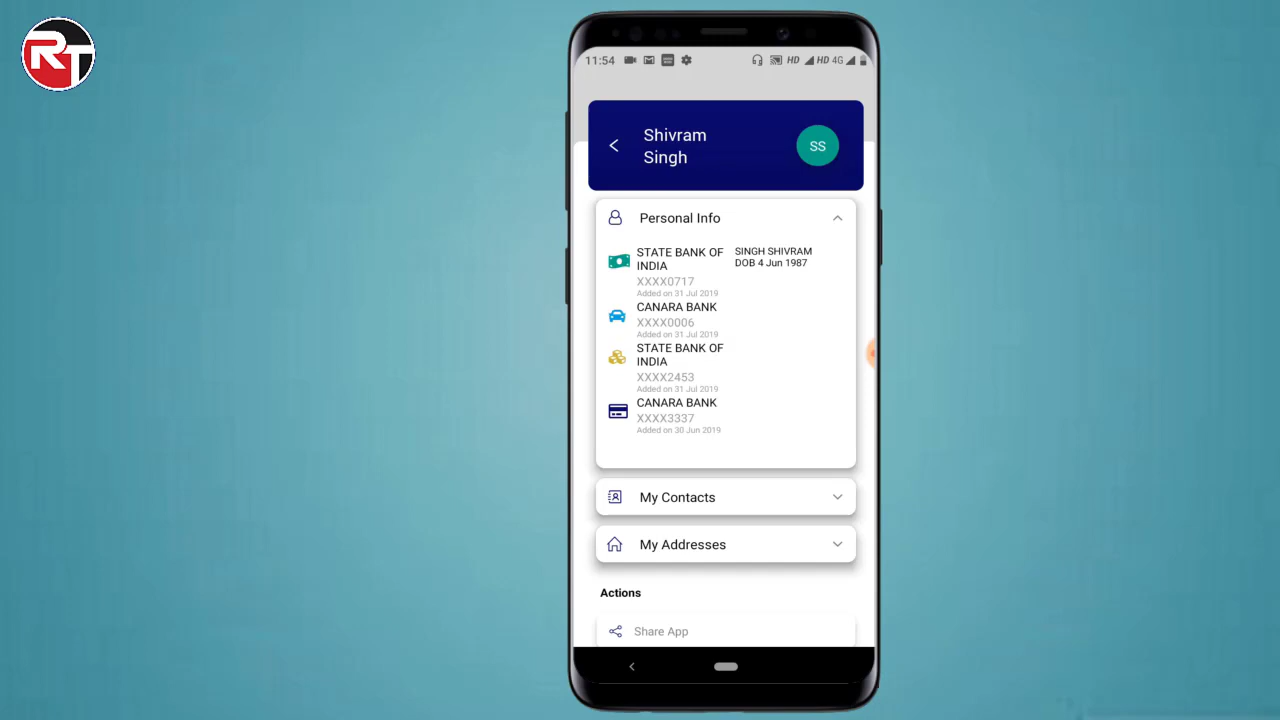 RT
11:54 HD HD 4G
Shivram
Singh
SS
Personal Info
STATE BANK OF
INDIA
XXXX0717
Added on 31 Jul 2019
SINGH SHIVRAM
DOB 4 Jun 1987
CANARA BANK
XXXX0006
Added on 31 Jul 2019
STATE BANK OF
INDIA
XXXX2453
Added on 31 Jul 2019
CANARA BANK
XXXX3337
Added on 30 Jun 2019
My Contacts
My Addresses
Actions
Share App